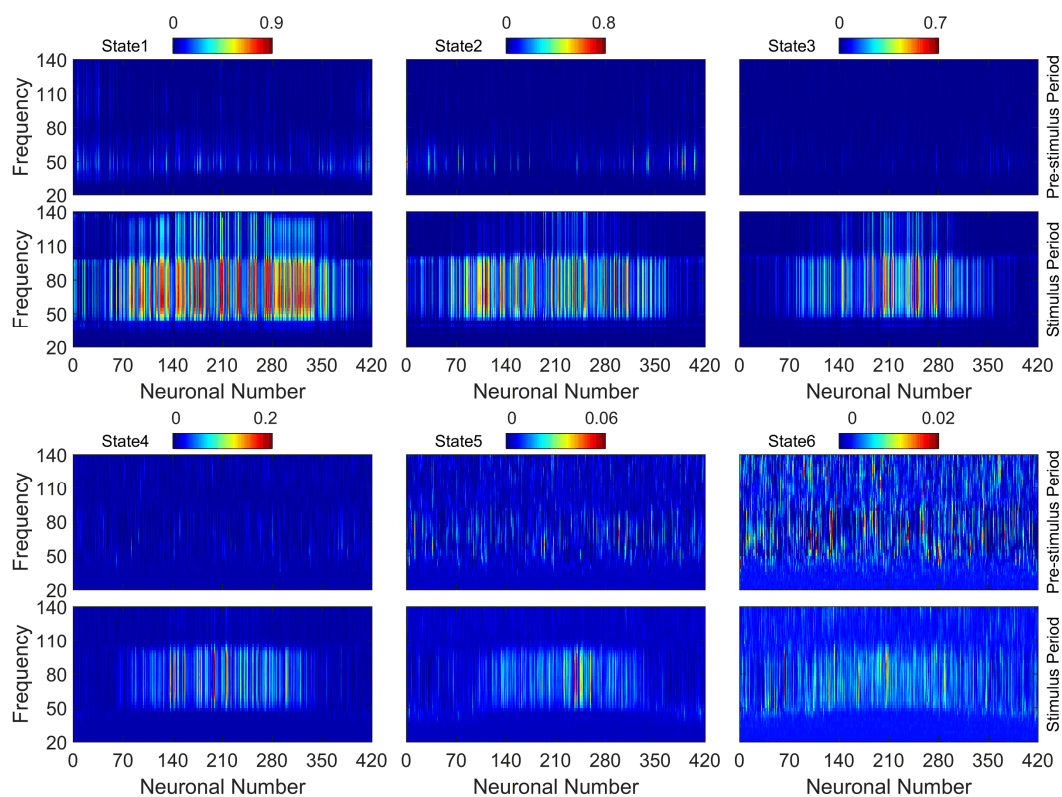 0 0.9 0 0.8 0 0.7
State1 State2 State3
140
110
80
50
20
Frequency
Pre-stimulus Period
140
110
80
50
20
Frequency
Stimulus Period
0 70 140 210 280 350 420 0 70 140 210 280 350 420 0 70 140 210 280 350 420
Neuronal Number Neuronal Number Neuronal Number
0 0.2 0 0.06 0 0.02
State4 State5 State6
140
110
80
50
20
Frequency
Pre-stimulus Period
140
110
80
50
20
Frequency
Stimulus Period
0 70 140 210 280 350 420 0 70 140 210 280 350 420 0 70 140 210 280 350 420
Neuronal Number Neuronal Number Neuronal Number